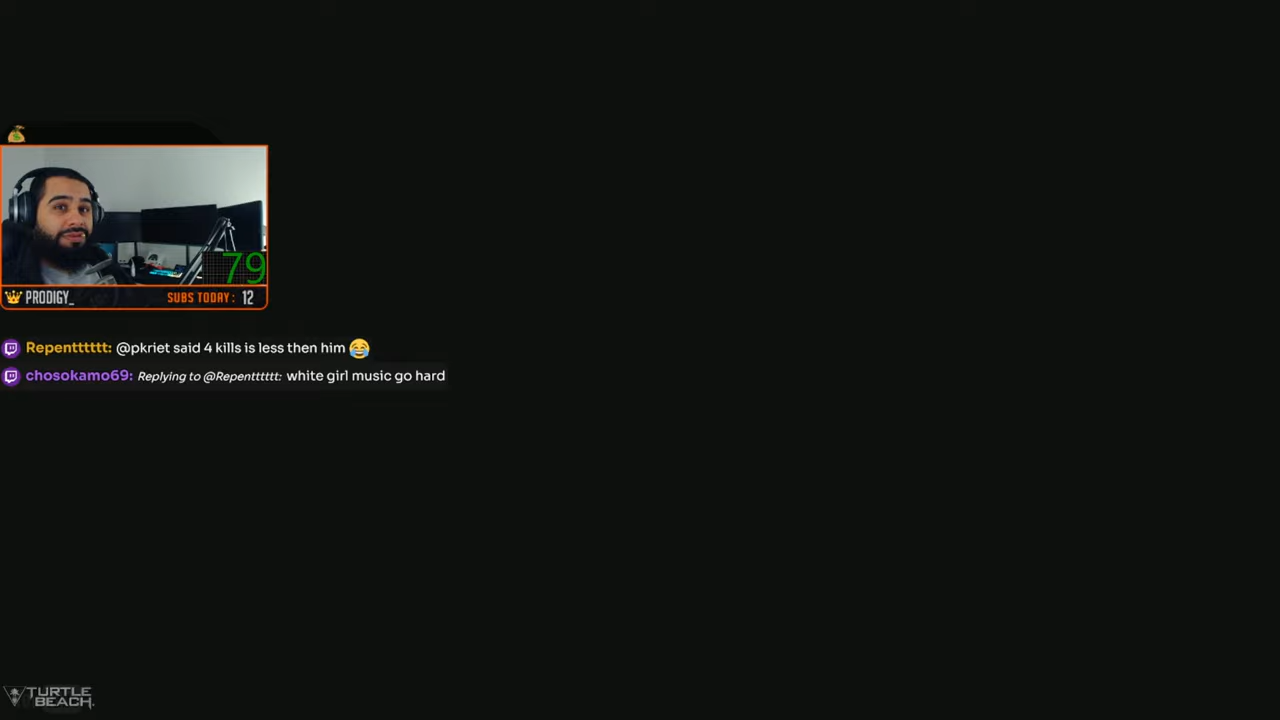 79
PRODIGY_ SUBS TODAY: 12
Repentttttt: @pkriet said 4 kills is less then him 😂
chosokamo69: Replying to @Repentttttt: white girl music go hard
TURTLE
BEACH.